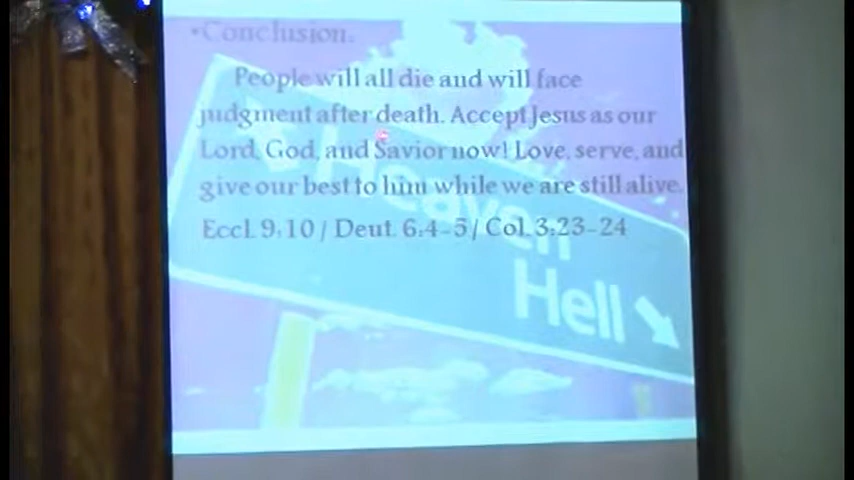 •Conclusion.
People will all die and will face
judgment after death. Accept Jesus as our
Lord, God, and Savior now! Love, serve, and
give our best to him while we are still alive.
Eccl. 9:10 / Deut. 6:4-5 / Col. 3:23-24
Heaven
Hell